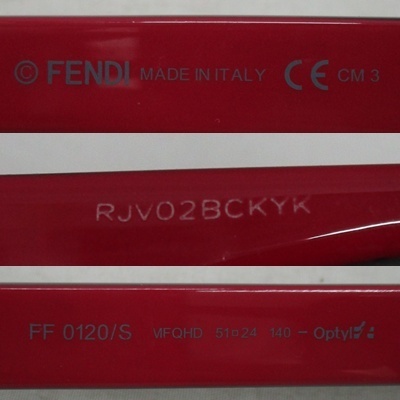 © FENDI MADE IN ITALY CE CM 3
RJV02BCKYK
FF 0120/S MFQHD 51¤24 140 - Optyl